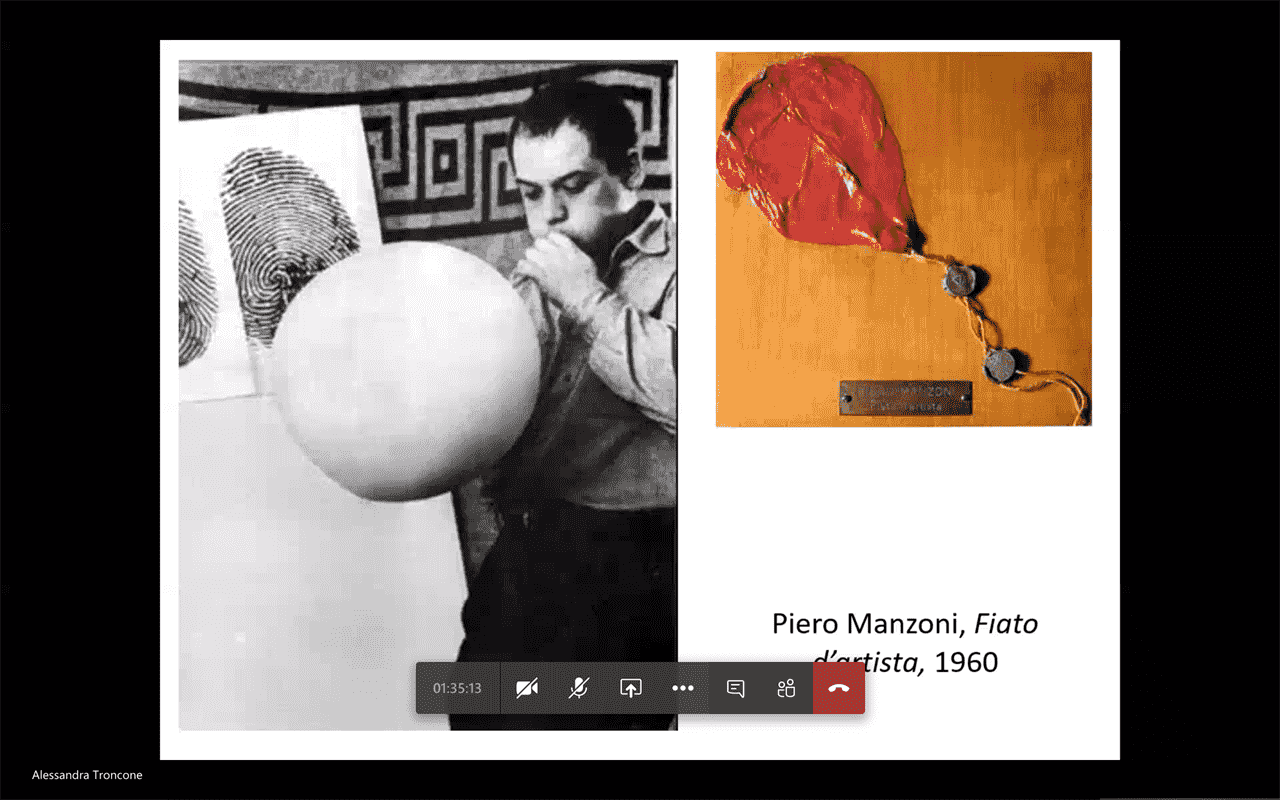 Piero Manzoni, Fiato
d'artista, 1960
01:35:13
Alessandra Troncone